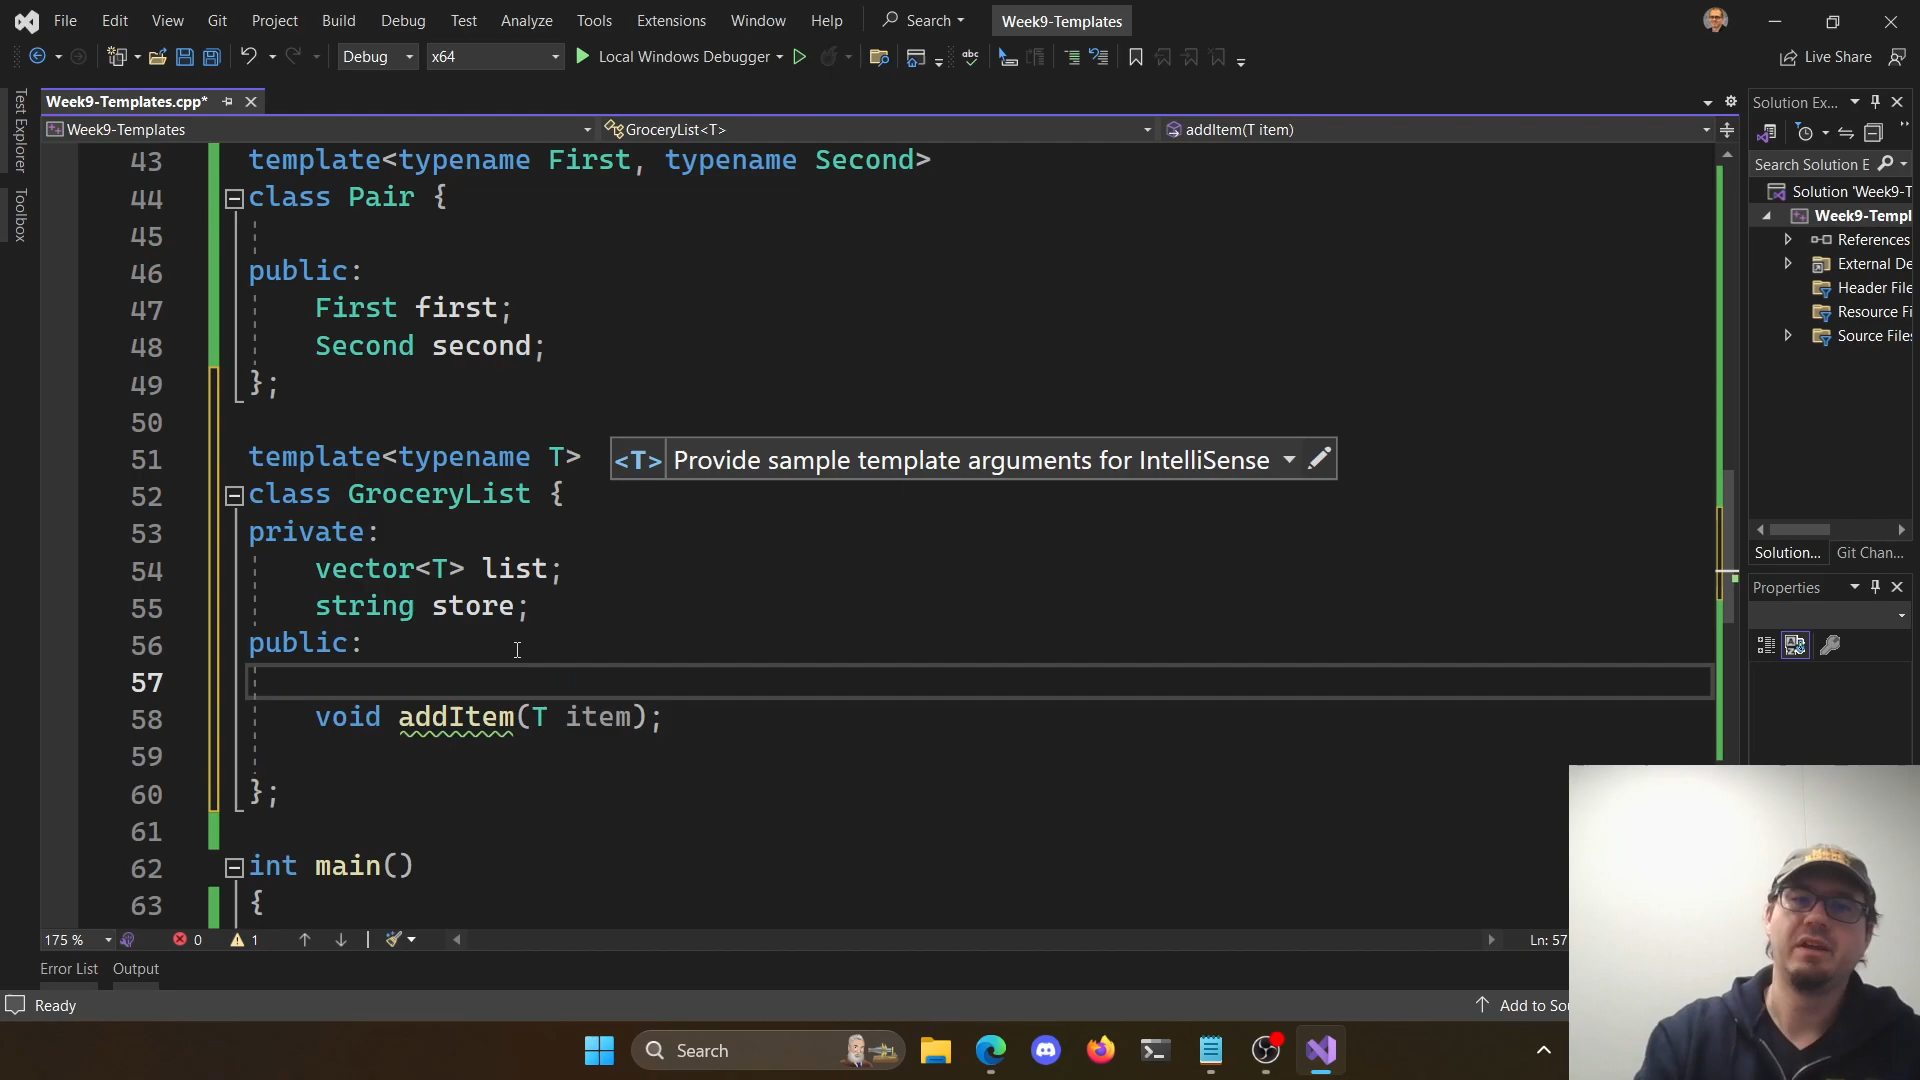 File Edit View Git Project Build Debug Test Analyze Tools Extensions Window Help Search Week9-Templates
Debug x64 Local Windows Debugger Live Share
Test Explorer
Toolbox
Week9-Templates.cpp*
Week9-Templates GroceryList<T> addItem(T item)
43 template<typename First, typename Second>
44 class Pair {
45
46 public:
47 First first;
48 Second second;
49 };
50
51 template<typename T>
<T> Provide sample template arguments for IntelliSense
52 class GroceryList {
53 private:
54 vector<T> list;
55 string store;
56 public:
57
58 void addItem(T item);
59
60 };
61
62 int main()
63 {
175 % 0 1 Ln: 57
Error List Output
Ready Add to Sou
Solution Ex...
Search Solution E
Solution 'Week9-T
Week9-Templ
References
External De
Header File
Resource Fi
Source Files
Solution... Git Chan...
Properties
Search